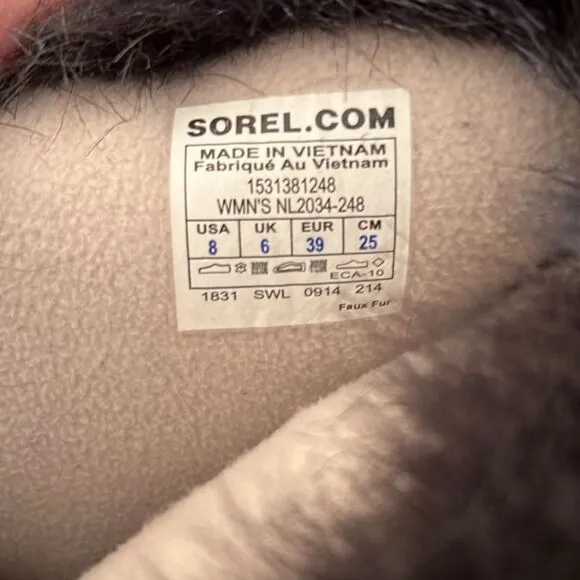 SOREL.COM
MADE IN VIETNAM
Fabriqué Au Vietnam
1531381248
WMN'S NL2034-248
USA UK EUR CM
8 6 39 25
ECA-10
1831 SWL 0914 214
Faux Fur